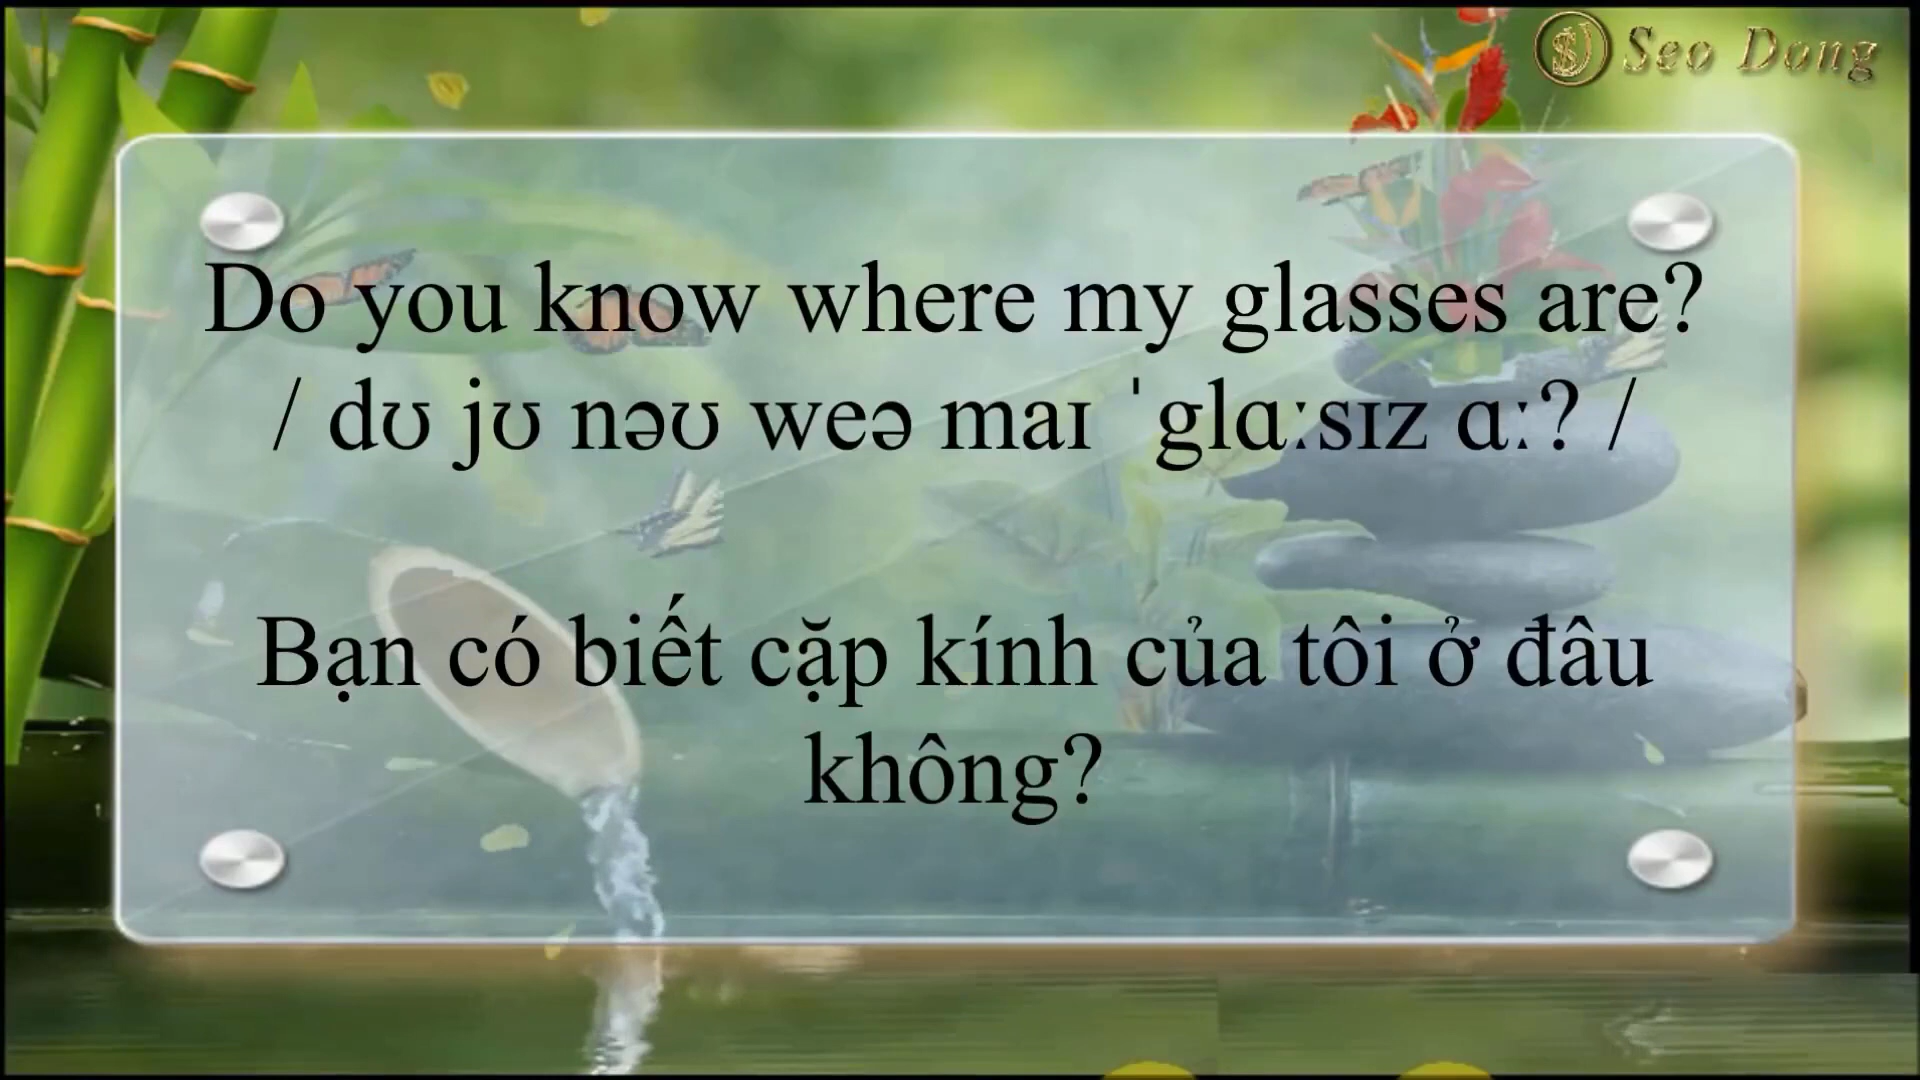 Seo Dong
Do you know where my glasses are?
/ dʊ jʊ nəʊ weə maɪ ˈglɑːsɪz ɑː? /
Bạn có biết cặp kính của tôi ở đâu
không?